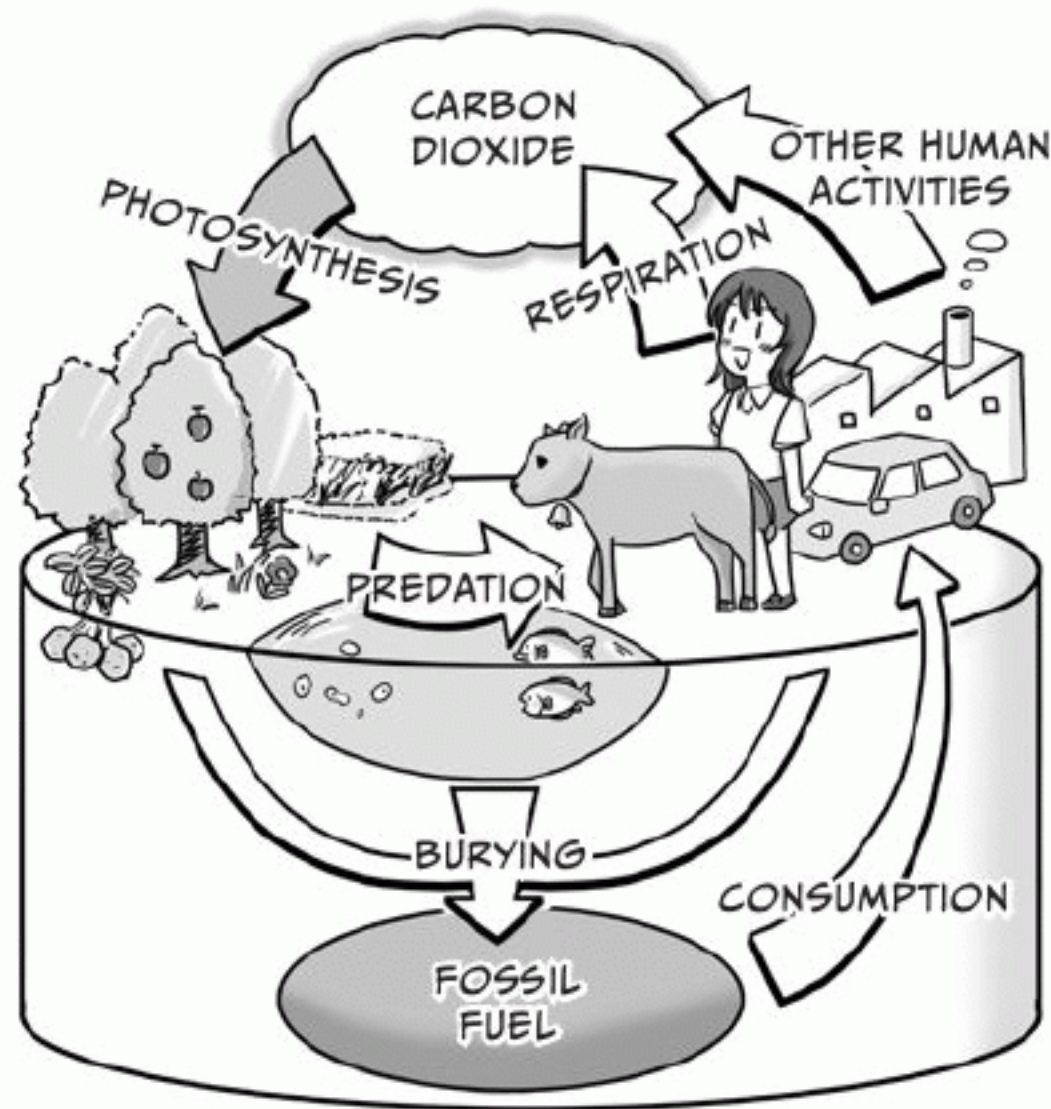 CARBON
DIOXIDE
OTHER HUMAN
ACTIVITIES
PHOTOSYNTHESIS
RESPIRATION
PREDATION
BURYING
CONSUMPTION
FOSSIL
FUEL